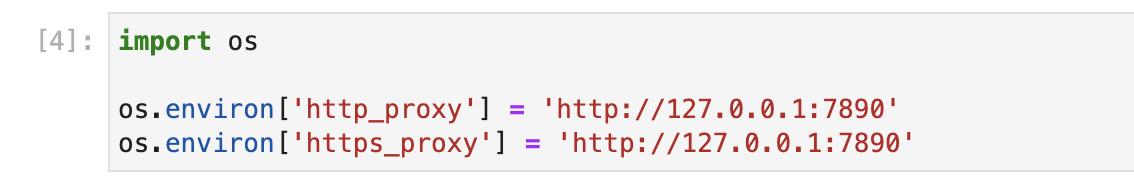 [4]: import os
os.environ['http_proxy'] = 'http://127.0.0.1:7890'
os.environ['https_proxy'] = 'http://127.0.0.1:7890'